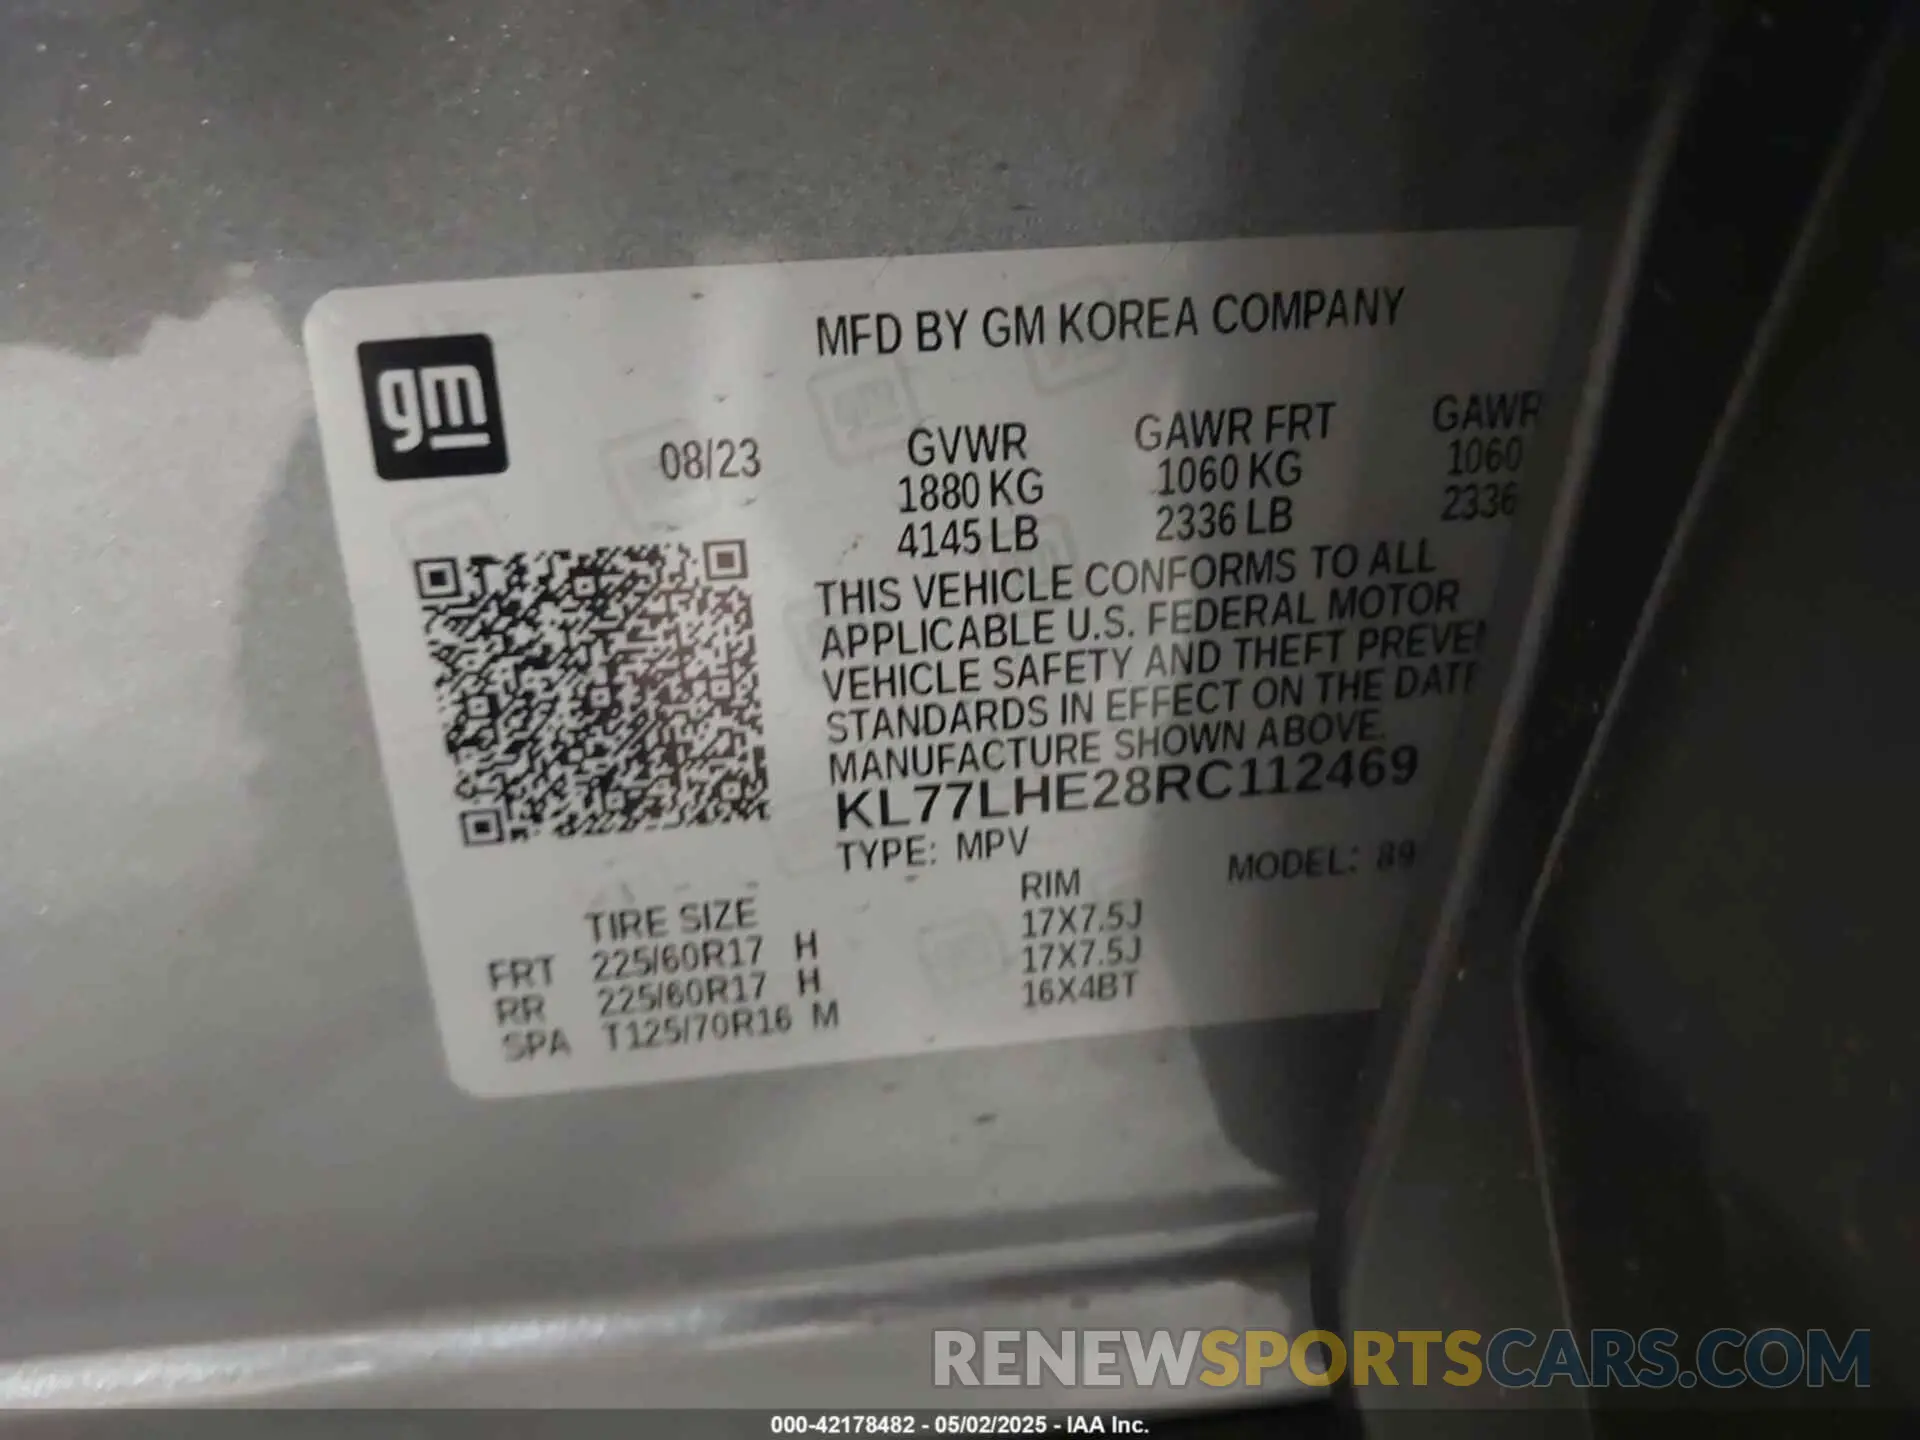 MFD BY GM KOREA COMPANY
gm
08/23
GVWR GAWR FRT GAWR
1880 KG 1060 KG 1060
4145 LB 2336 LB 2336
THIS VEHICLE CONFORMS TO ALL
APPLICABLE U.S. FEDERAL MOTOR
VEHICLE SAFETY AND THEFT PREVE
STANDARDS IN EFFECT ON THE DAT
MANUFACTURE SHOWN ABOVE.
KL77LHE28RC112469
TYPE: MPV MODEL: 89
TIRE SIZE RIM
FRT 225/60R17 H 17X7.5J
RR 225/60R17 H 17X7.5J
SPA T125/70R16 M 16X4BT
RENEWSPORTSCARS.COM
000-42178482 - 05/02/2025 - IAA Inc.